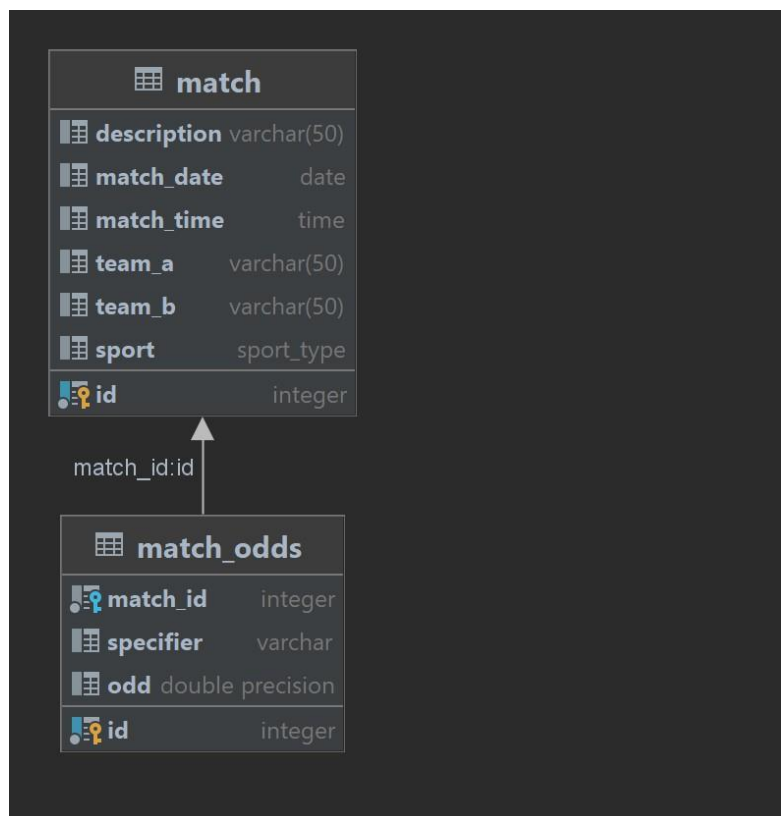 match
description varchar(50)
match_date date
match_time time
team_a varchar(50)
team_b varchar(50)
sport sport_type
id integer
match_id:id
match_odds
match_id integer
specifier varchar
odd double precision
id integer